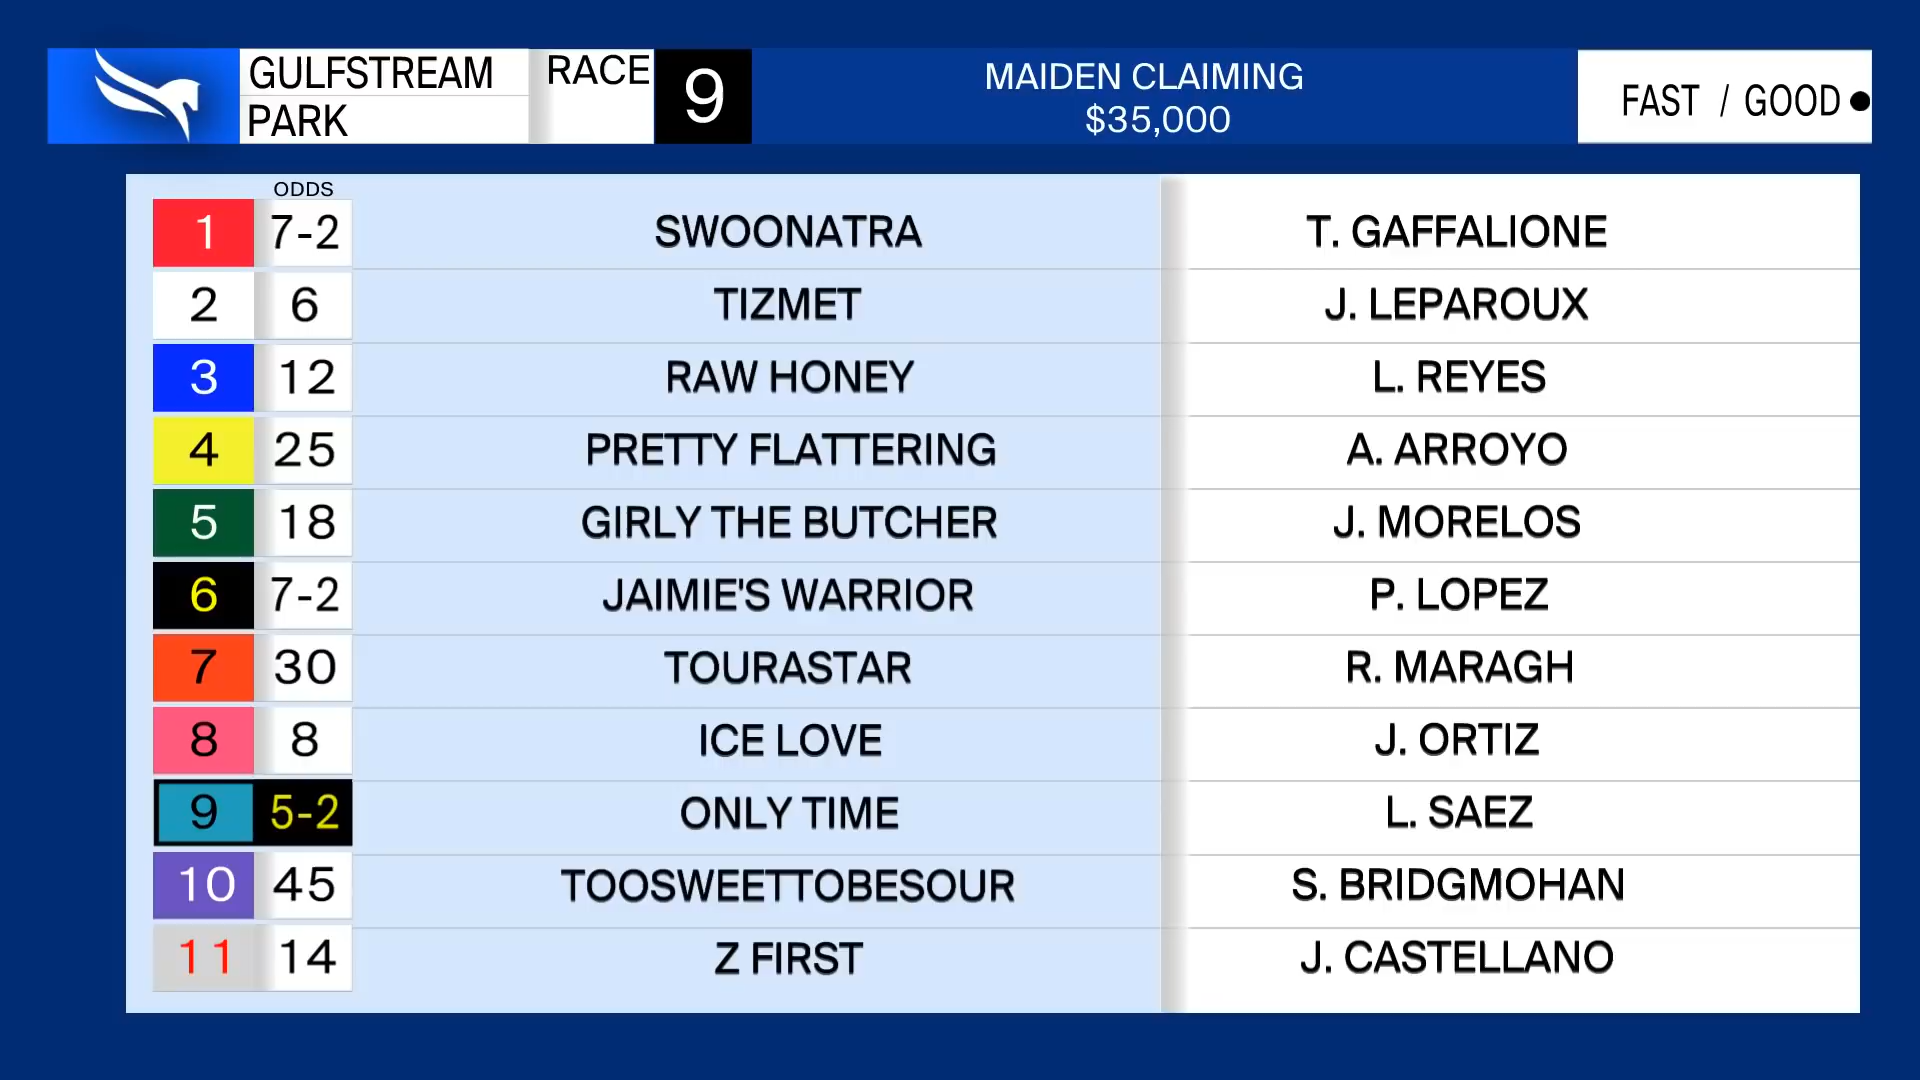 GULFSTREAM
PARK
RACE
9
MAIDEN CLAIMING
$35,000
FAST / GOOD
ODDS
1 7-2 SWOONATRA T. GAFFALIONE
2 6 TIZMET J. LEPAROUX
3 12 RAW HONEY L. REYES
4 25 PRETTY FLATTERING A. ARROYO
5 18 GIRLY THE BUTCHER J. MORELOS
6 7-2 JAIMIE'S WARRIOR P. LOPEZ
7 30 TOURASTAR R. MARAGH
8 8 ICE LOVE J. ORTIZ
9 5-2 ONLY TIME L. SAEZ
10 45 TOOSWEETTOBESOUR S. BRIDGMOHAN
11 14 Z FIRST J. CASTELLANO